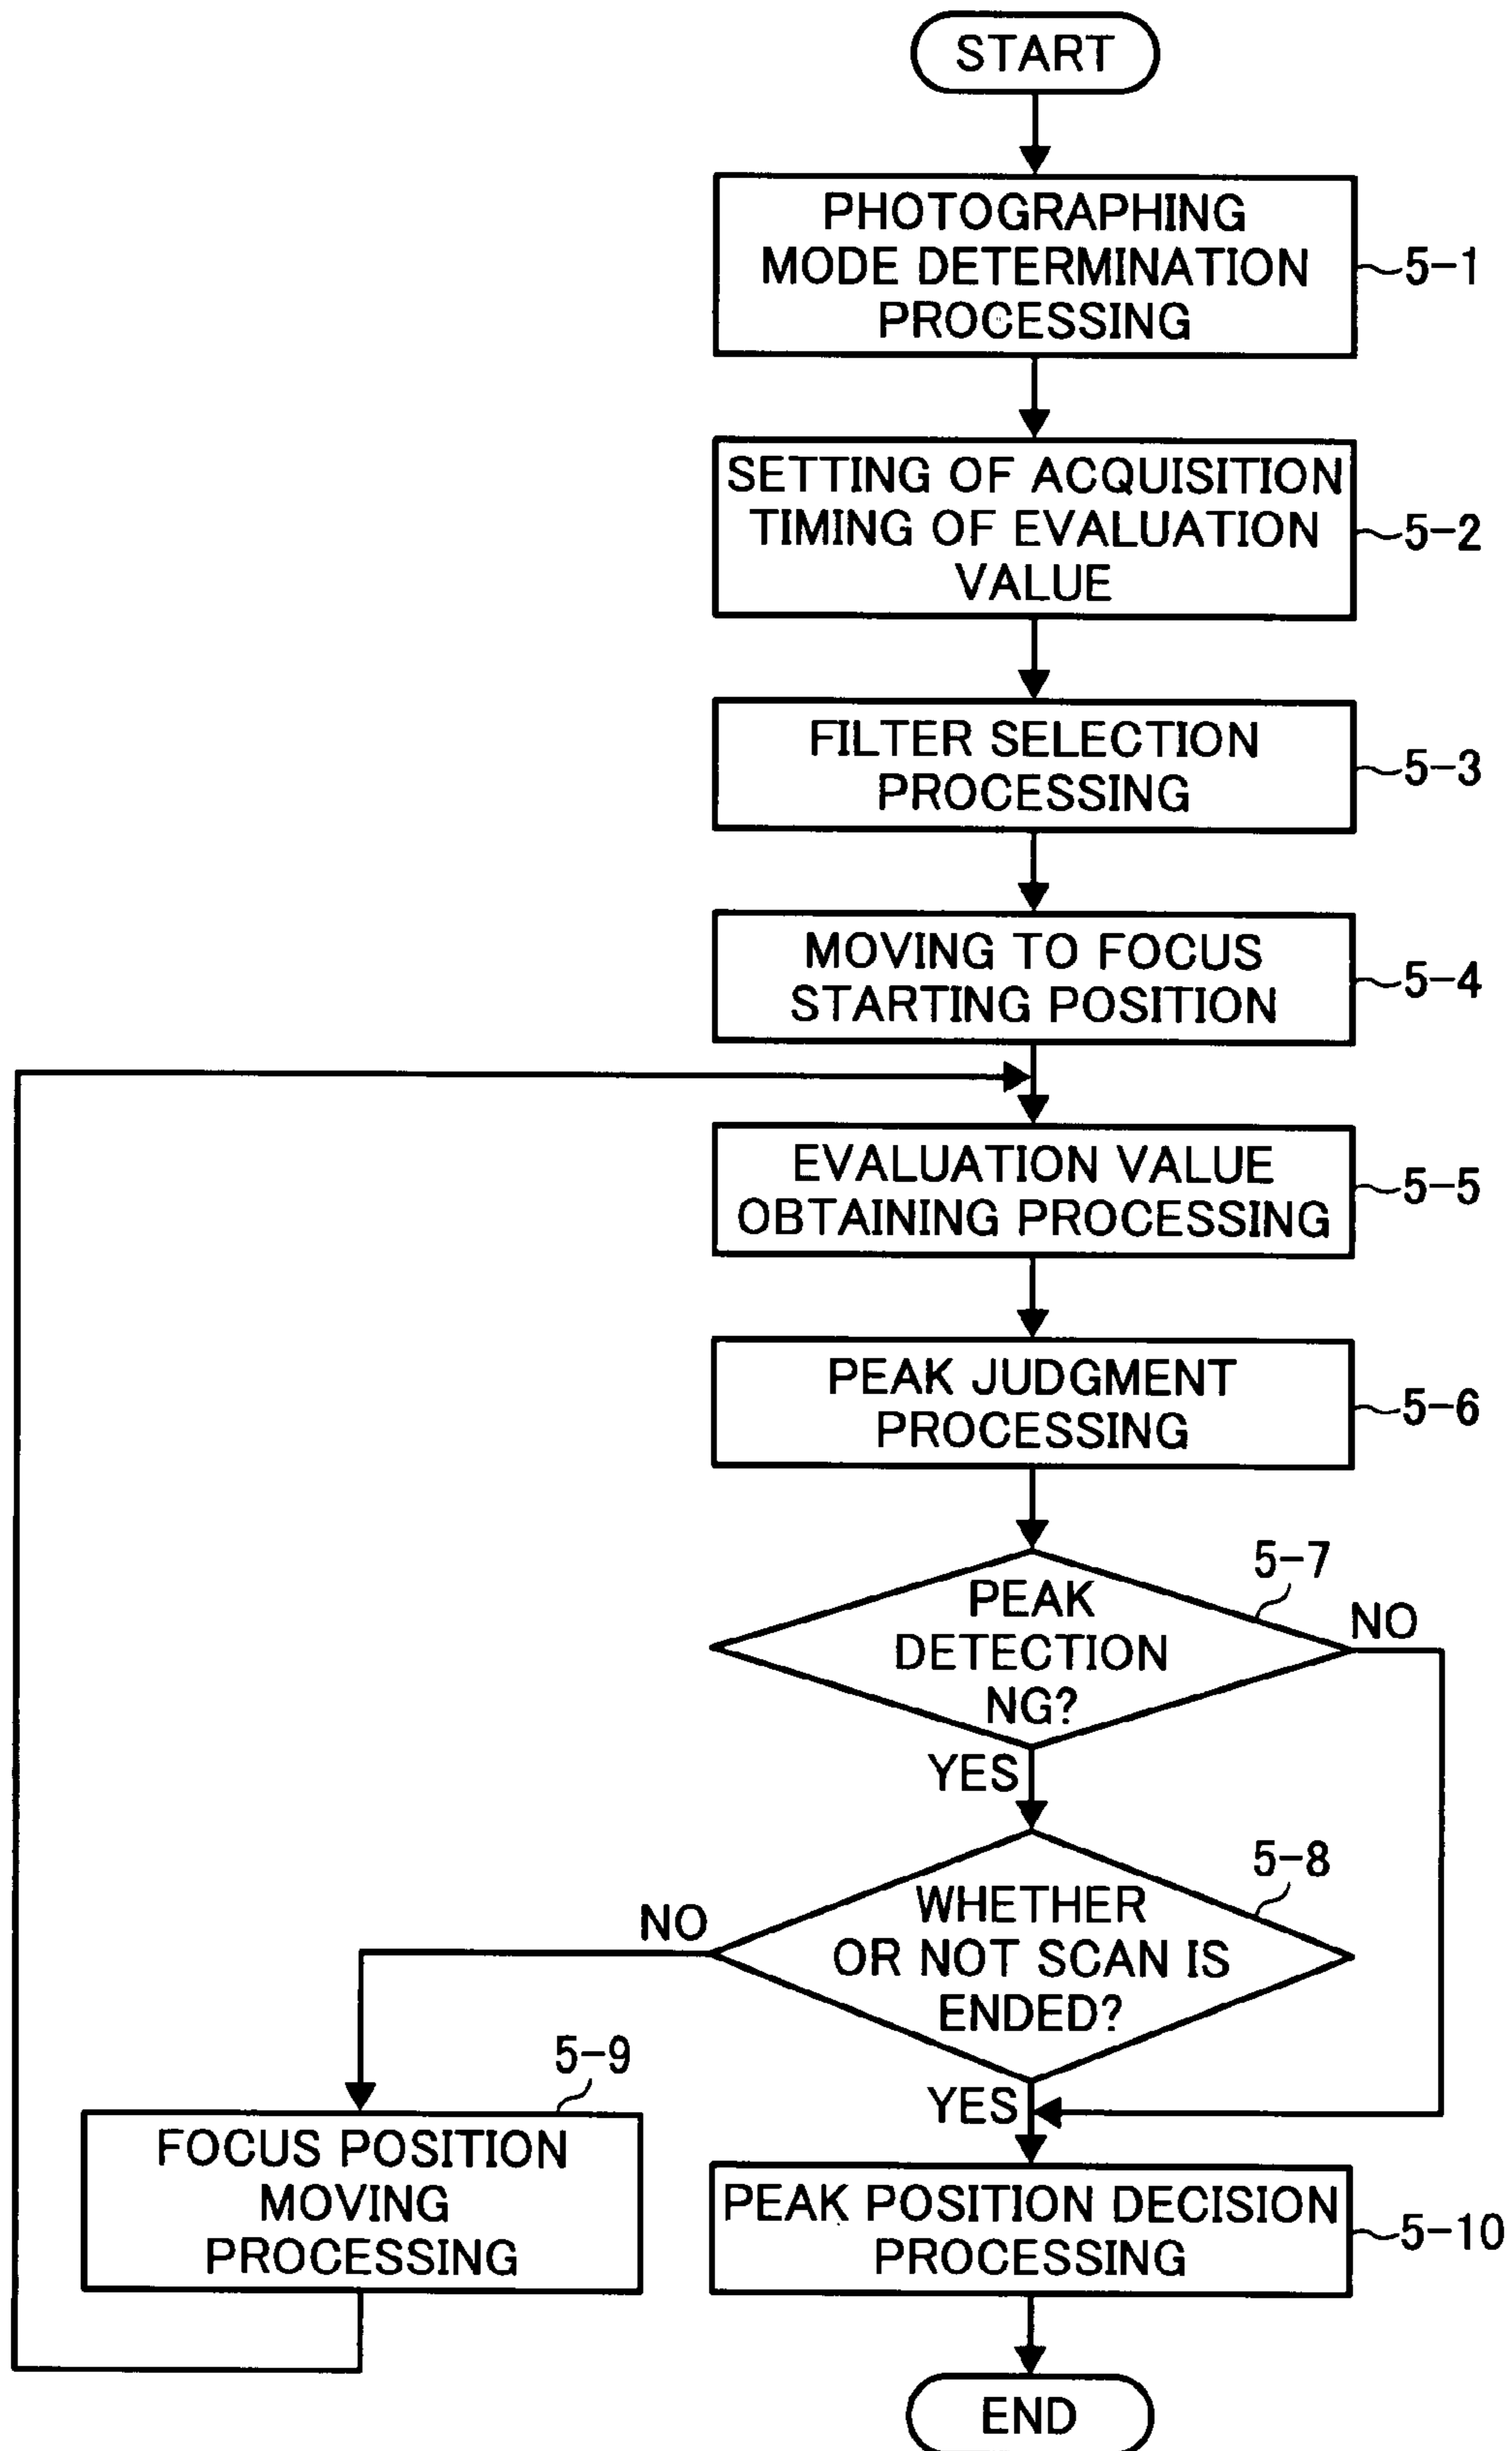 START
PHOTOGRAPHING
MODE DETERMINATION
PROCESSING
5-1
SETTING OF ACQUISITION
TIMING OF EVALUATION
VALUE
5-2
FILTER SELECTION
PROCESSING
5-3
MOVING TO FOCUS
STARTING POSITION
5-4
EVALUATION VALUE
OBTAINING PROCESSING
5-5
PEAK JUDGMENT
PROCESSING
5-6
5-7
PEAK
DETECTION
NG?
NO
YES
5-8
WHETHER
OR NOT SCAN IS
ENDED?
NO
YES
5-9
FOCUS POSITION
MOVING
PROCESSING
PEAK POSITION DECISION
PROCESSING
5-10
END